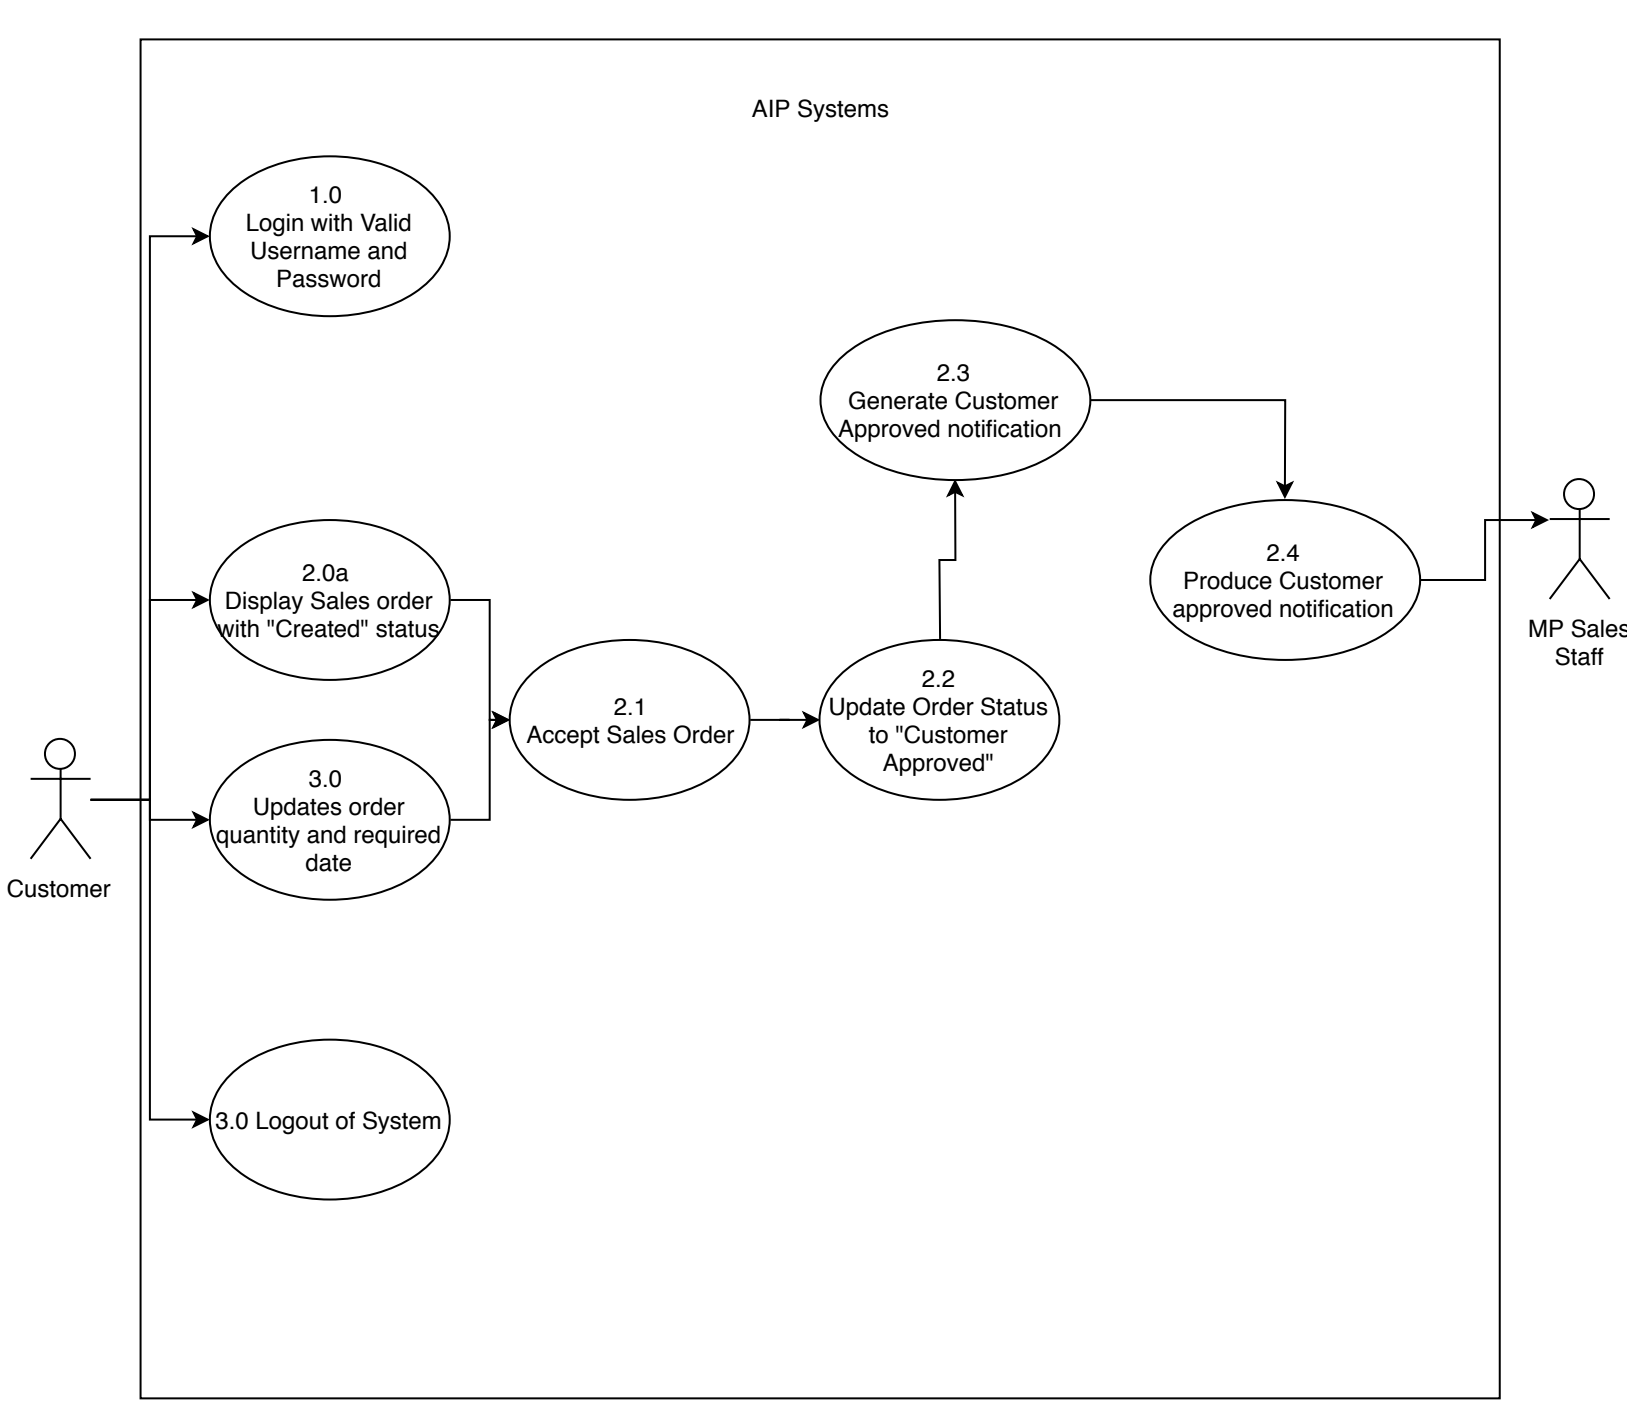 AIP Systems
1.0
Login with Valid
Username and
Password
2.3
Generate Customer
Approved notification
2.4
Produce Customer
approved notification
MP Sales
Staff
2.0a
Display Sales order
with "Created" status
2.1
Accept Sales Order
2.2
Update Order Status
to "Customer
Approved"
3.0
Updates order
quantity and required
date
Customer
3.0 Logout of System